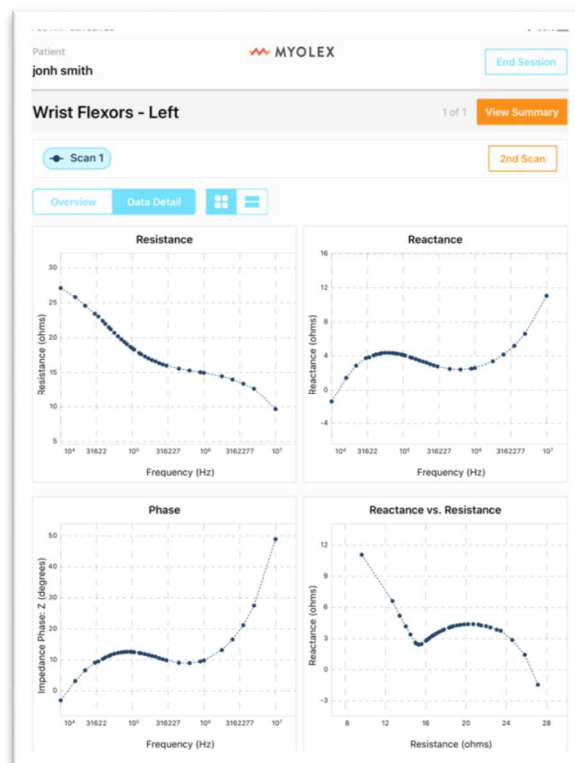 Patient
MYOLEX
jonh smith
End Session
Wrist Flexors - Left
1 of 1
View Summary
Scan 1
2nd Scan
Overview
Data Detail
Resistance
30
25
20
15
10
5
Resistance (ohms)
10⁴ 31622 10⁵ 3162277 10⁶ 3162277 10⁷
Frequency (Hz)
Reactance
16
12
8
4
0
-4
Reactance (ohms)
10⁴ 31622 10⁵ 316227 10⁶ 3162277 10⁷
Frequency (Hz)
Phase
50
40
30
20
10
0
Impedance Phase: Z (degrees)
10⁴ 31622 10⁵ 316227 10⁶ 3162277 10⁷
Frequency (Hz)
Reactance vs. Resistance
12
9
6
3
0
-3
Reactance (ohms)
8 12 16 20 24 28
Resistance (ohms)